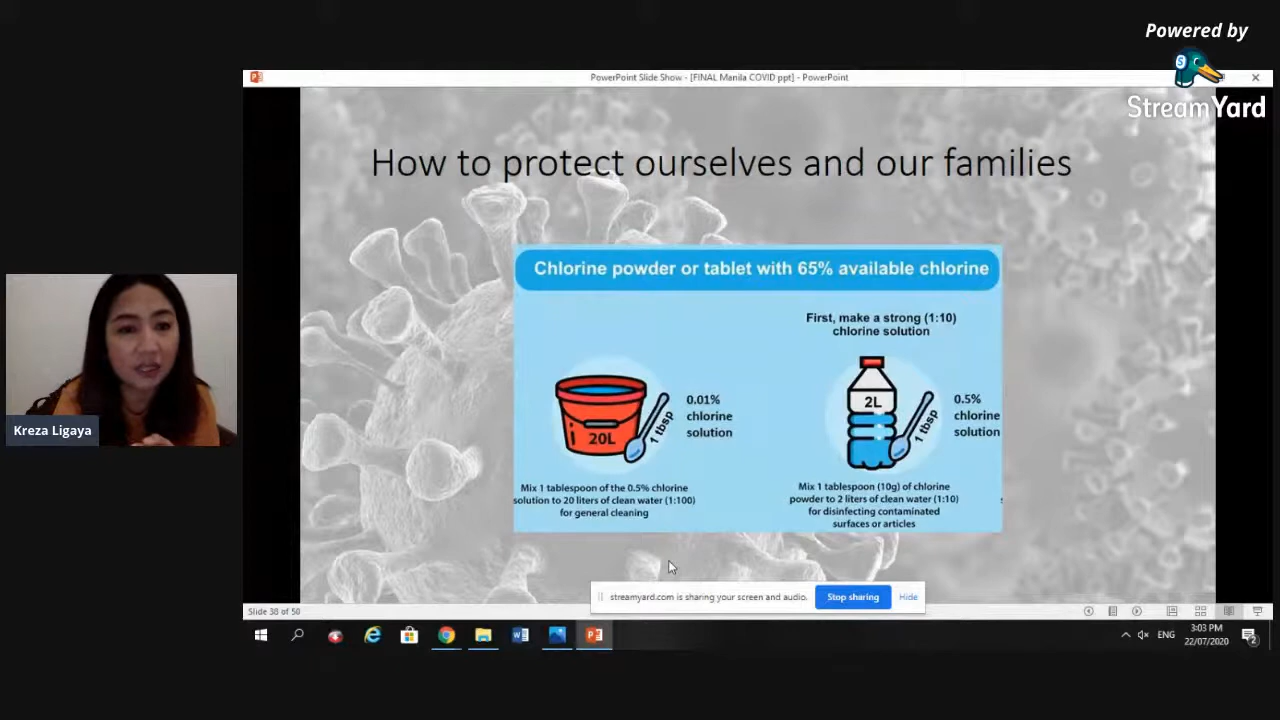 Powered by
StreamYard
PowerPoint Slide Show - [FINAL Manila COVID ppt] - PowerPoint
How to protect ourselves and our families
Chlorine powder or tablet with 65% available chlorine
First, make a strong (1:10)
chlorine solution
20L
1 tbsp
0.01%
chlorine
solution
2L
1 tbsp
0.5%
chlorine
solution
Mix 1 tablespoon of the 0.5% chlorine
solution to 20 liters of clean water (1:100)
for general cleaning
Mix 1 tablespoon (10g) of chlorine
powder to 2 liters of clean water (1:10)
for disinfecting contaminated
surfaces or articles
Kreza Ligaya
streamyard.com is sharing your screen and audio.
Stop sharing
Hide
Slide 38 of 50
ENG
3:03 PM
22/07/2020
2